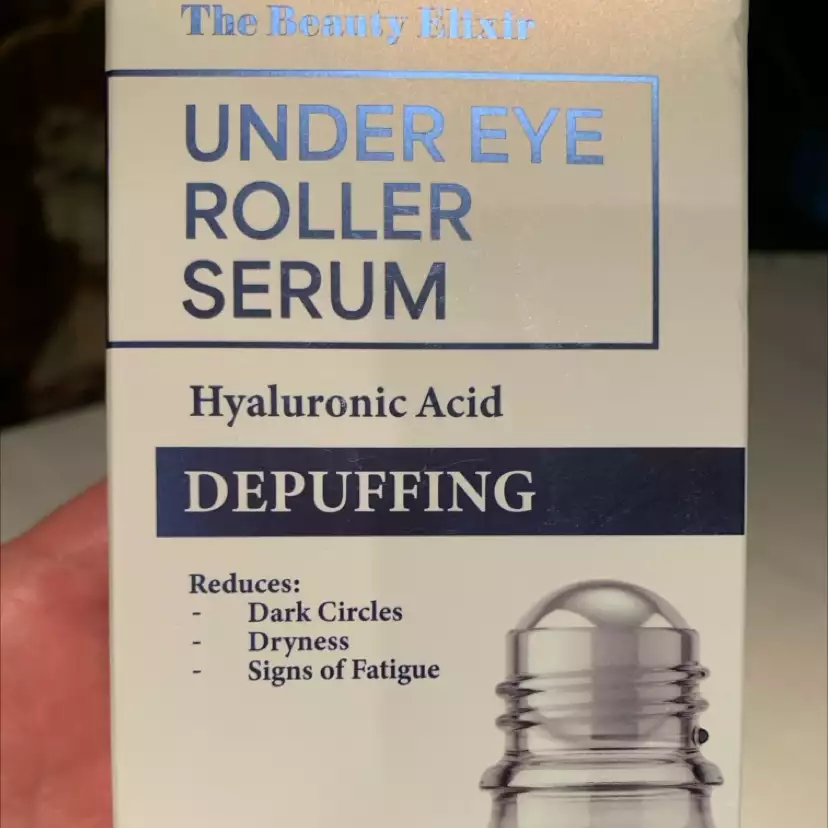 The Beauty Elixir
UNDER EYE
ROLLER
SERUM
Hyaluronic Acid
DEPUFFING
Reduces:
- Dark Circles
- Dryness
- Signs of Fatigue